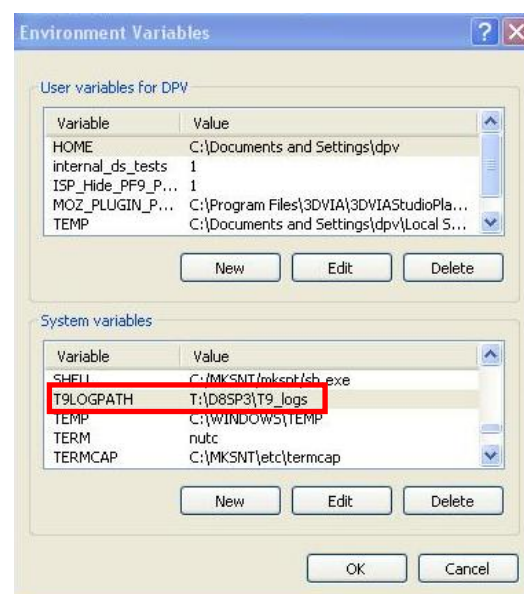 Environment Variables
User variables for DPV
Variable Value
HOME C:\Documents and Settings\dpv
internal_ds_tests 1
ISP_Hide_PF9_P... 1
MOZ_PLUGIN_P... C:\Program Files\3DVIA\3DVIAStudioPla...
TEMP C:\Documents and Settings\dpv\Local S...
New Edit Delete
System variables
Variable Value
SHELL C:/MKSNT/mksnt/sh.exe
T9LOGPATH T:\D8SP3\T9_logs
TEMP C:\WINDOWS\TEMP
TERM nutc
TERMCAP C:\MKSNT\etc\termcap
New Edit Delete
OK Cancel